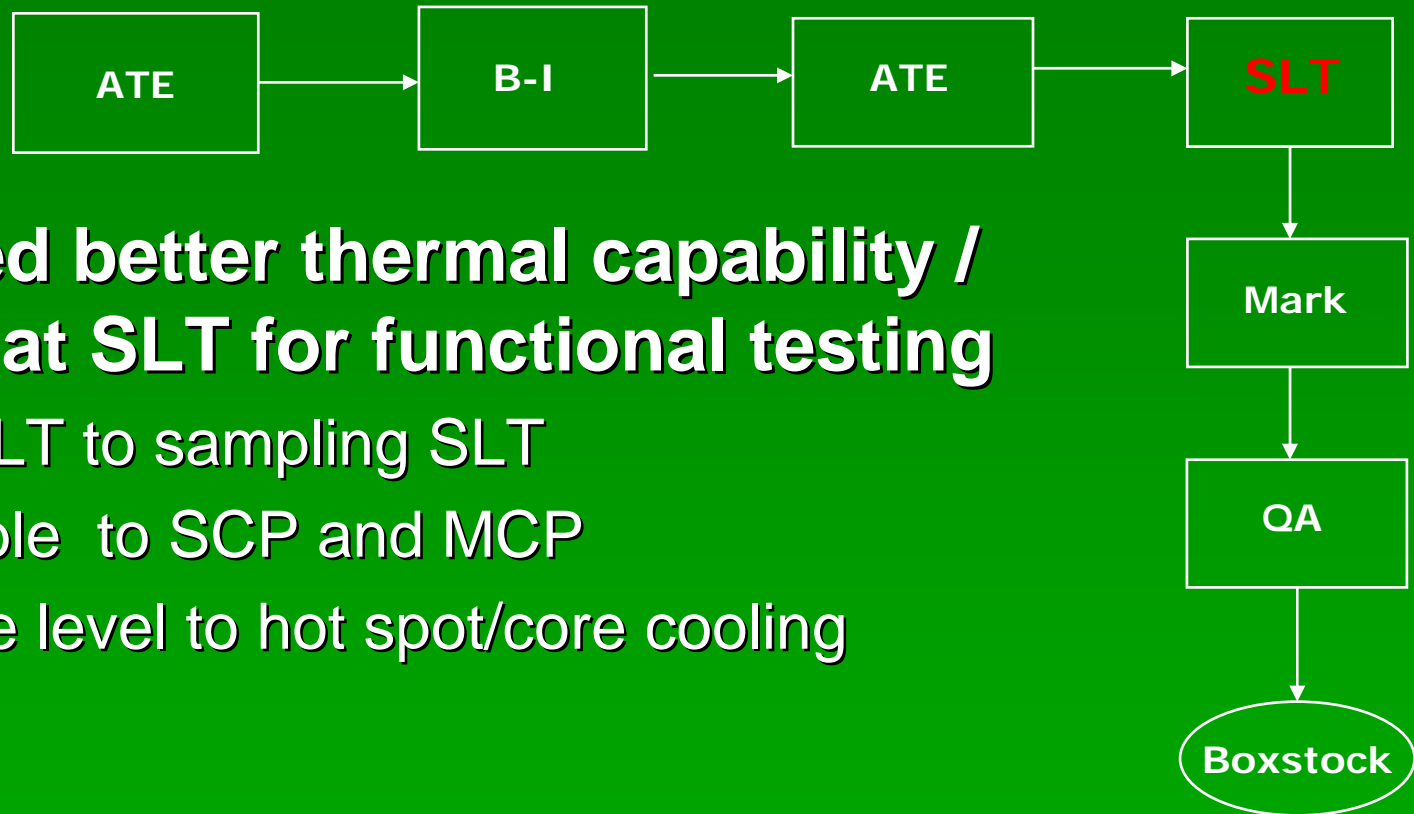 ATE
B-I
ATE
SLT
ed better thermal capability /
at SLT for functional testing
LT to sampling SLT
ole to SCP and MCP
e level to hot spot/core cooling
Mark
QA
Boxstock